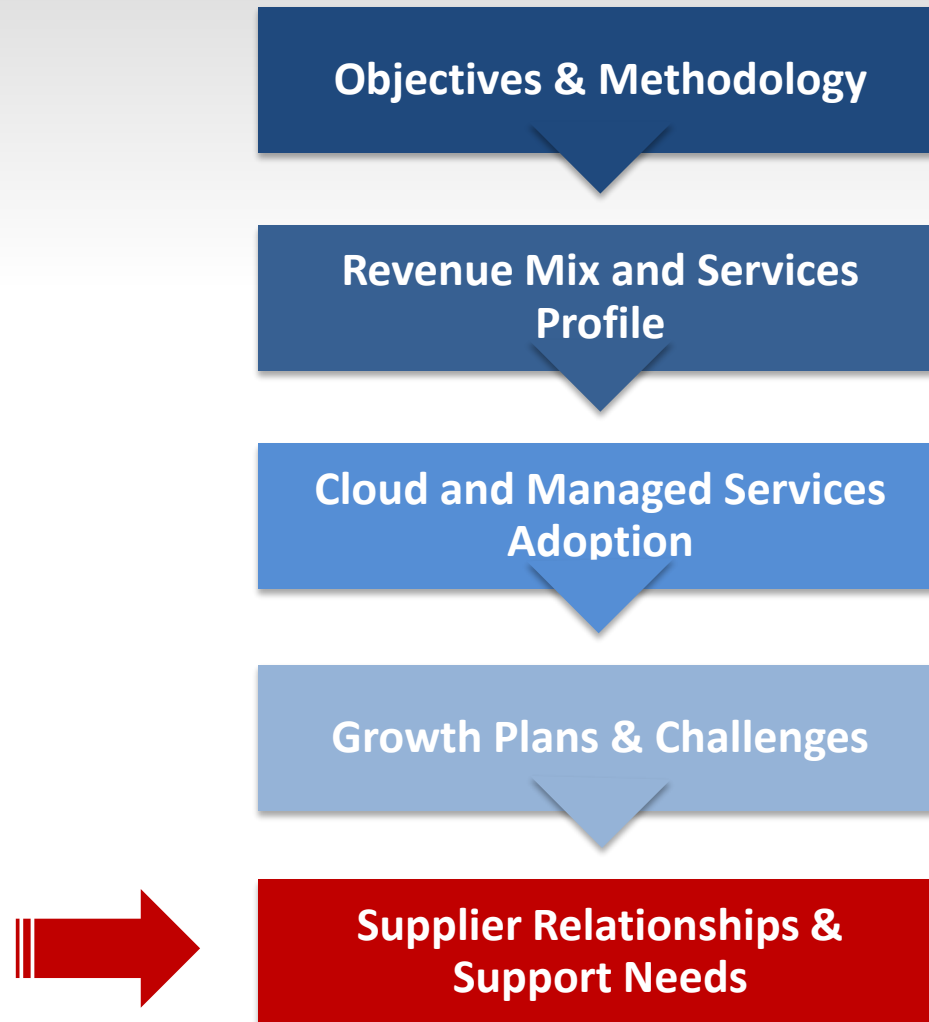 Objectives & Methodology
Revenue Mix and Services
Profile
Cloud and Managed Services
Adoption
Growth Plans & Challenges
Supplier Relationships &
Support Needs